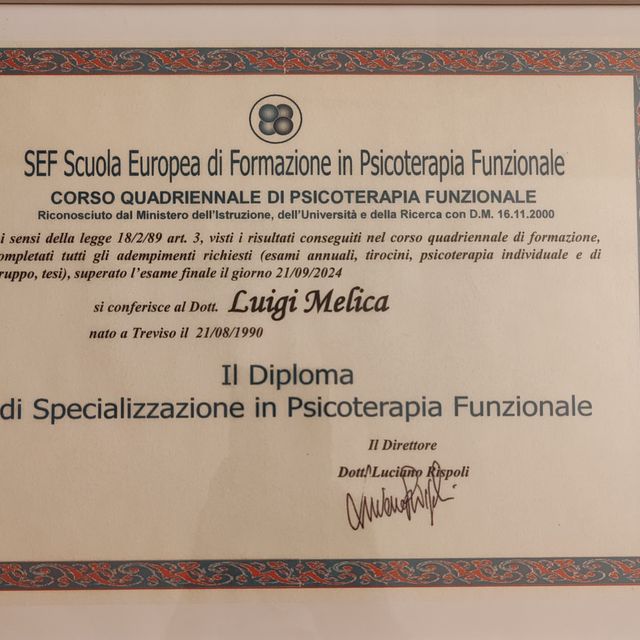 SEF Scuola Europea di Formazione in Psicoterapia Funzionale
CORSO QUADRIENNALE DI PSICOTERAPIA FUNZIONALE
Riconosciuto dal Ministero dell'Istruzione, dell'Università e della Ricerca con D.M. 16.11.2000
i sensi della legge 18/2/89 art. 3, visti i risultati conseguiti nel corso quadriennale di formazione,
ompletati tutti gli adempimenti richiesti (esami annuali, tirocini, psicoterapia individuale e di
ruppo, tesi), superato l'esame finale il giorno 21/09/2024
si conferisce al Dott. Luigi Melica
nato a Treviso il 21/08/1990
Il Diploma
di Specializzazione in Psicoterapia Funzionale
Il Direttore
Dott. Luciano Rispoli
Luciano Rispoli